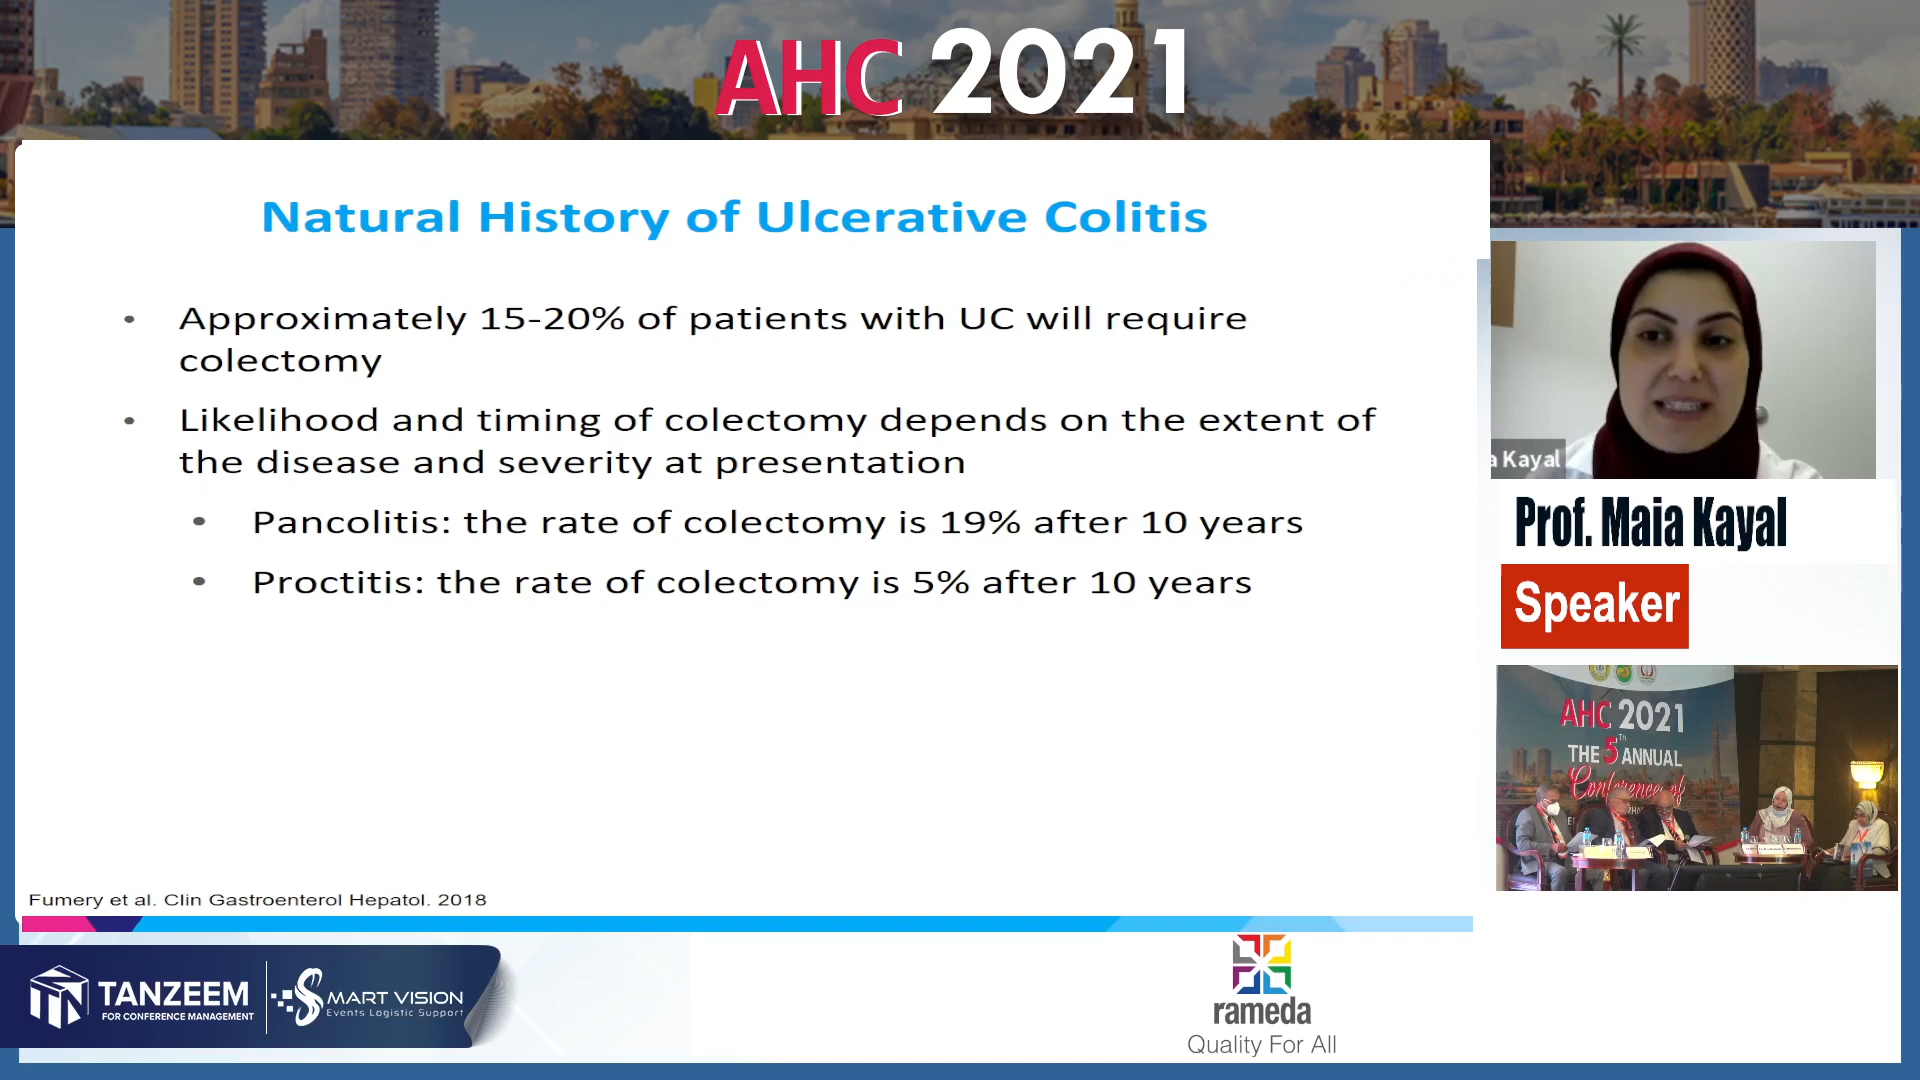 AHC 2021
Natural History of Ulcerative Colitis
• Approximately 15-20% of patients with UC will require
colectomy
• Likelihood and timing of colectomy depends on the extent of
the disease and severity at presentation
• Pancolitis: the rate of colectomy is 19% after 10 years
• Proctitis: the rate of colectomy is 5% after 10 years
Fumery et al. Clin Gastroenterol Hepatol. 2018
a Kayal
Prof. Maia Kayal
Speaker
AHC 2021
THE 5Th ANNUAL
Conference of
TANZEEM
FOR CONFERENCE MANAGEMENT
SMART VISION
Events Logistic Support
rameda
Quality For All